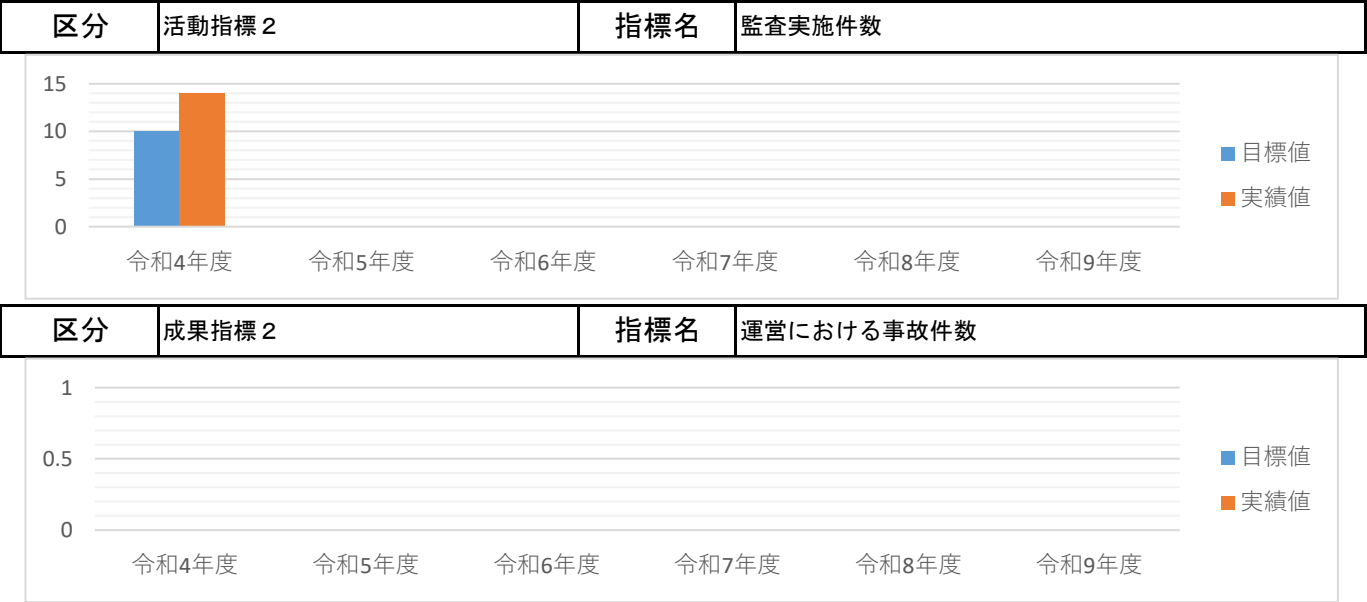 区分 活動指標２ 指標名 監査実施件数
15
10
5
0
目標値
実績値
令和4年度 令和5年度 令和6年度 令和7年度 令和8年度 令和9年度
区分 成果指標２ 指標名 運営における事故件数
1
0.5
0
目標値
実績値
令和4年度 令和5年度 令和6年度 令和7年度 令和8年度 令和9年度